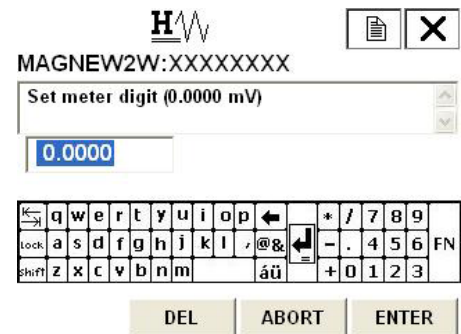 H
MAGNEW2W:XXXXXXXX
Set meter digit (0.0000 mV)
0.0000
q w e r t y u i o p * / 7 8 9
Lock a s d f g h j k l , @& - . 4 5 6 FN
shift z x c v b n m áü = + 0 1 2 3
DEL ABORT ENTER